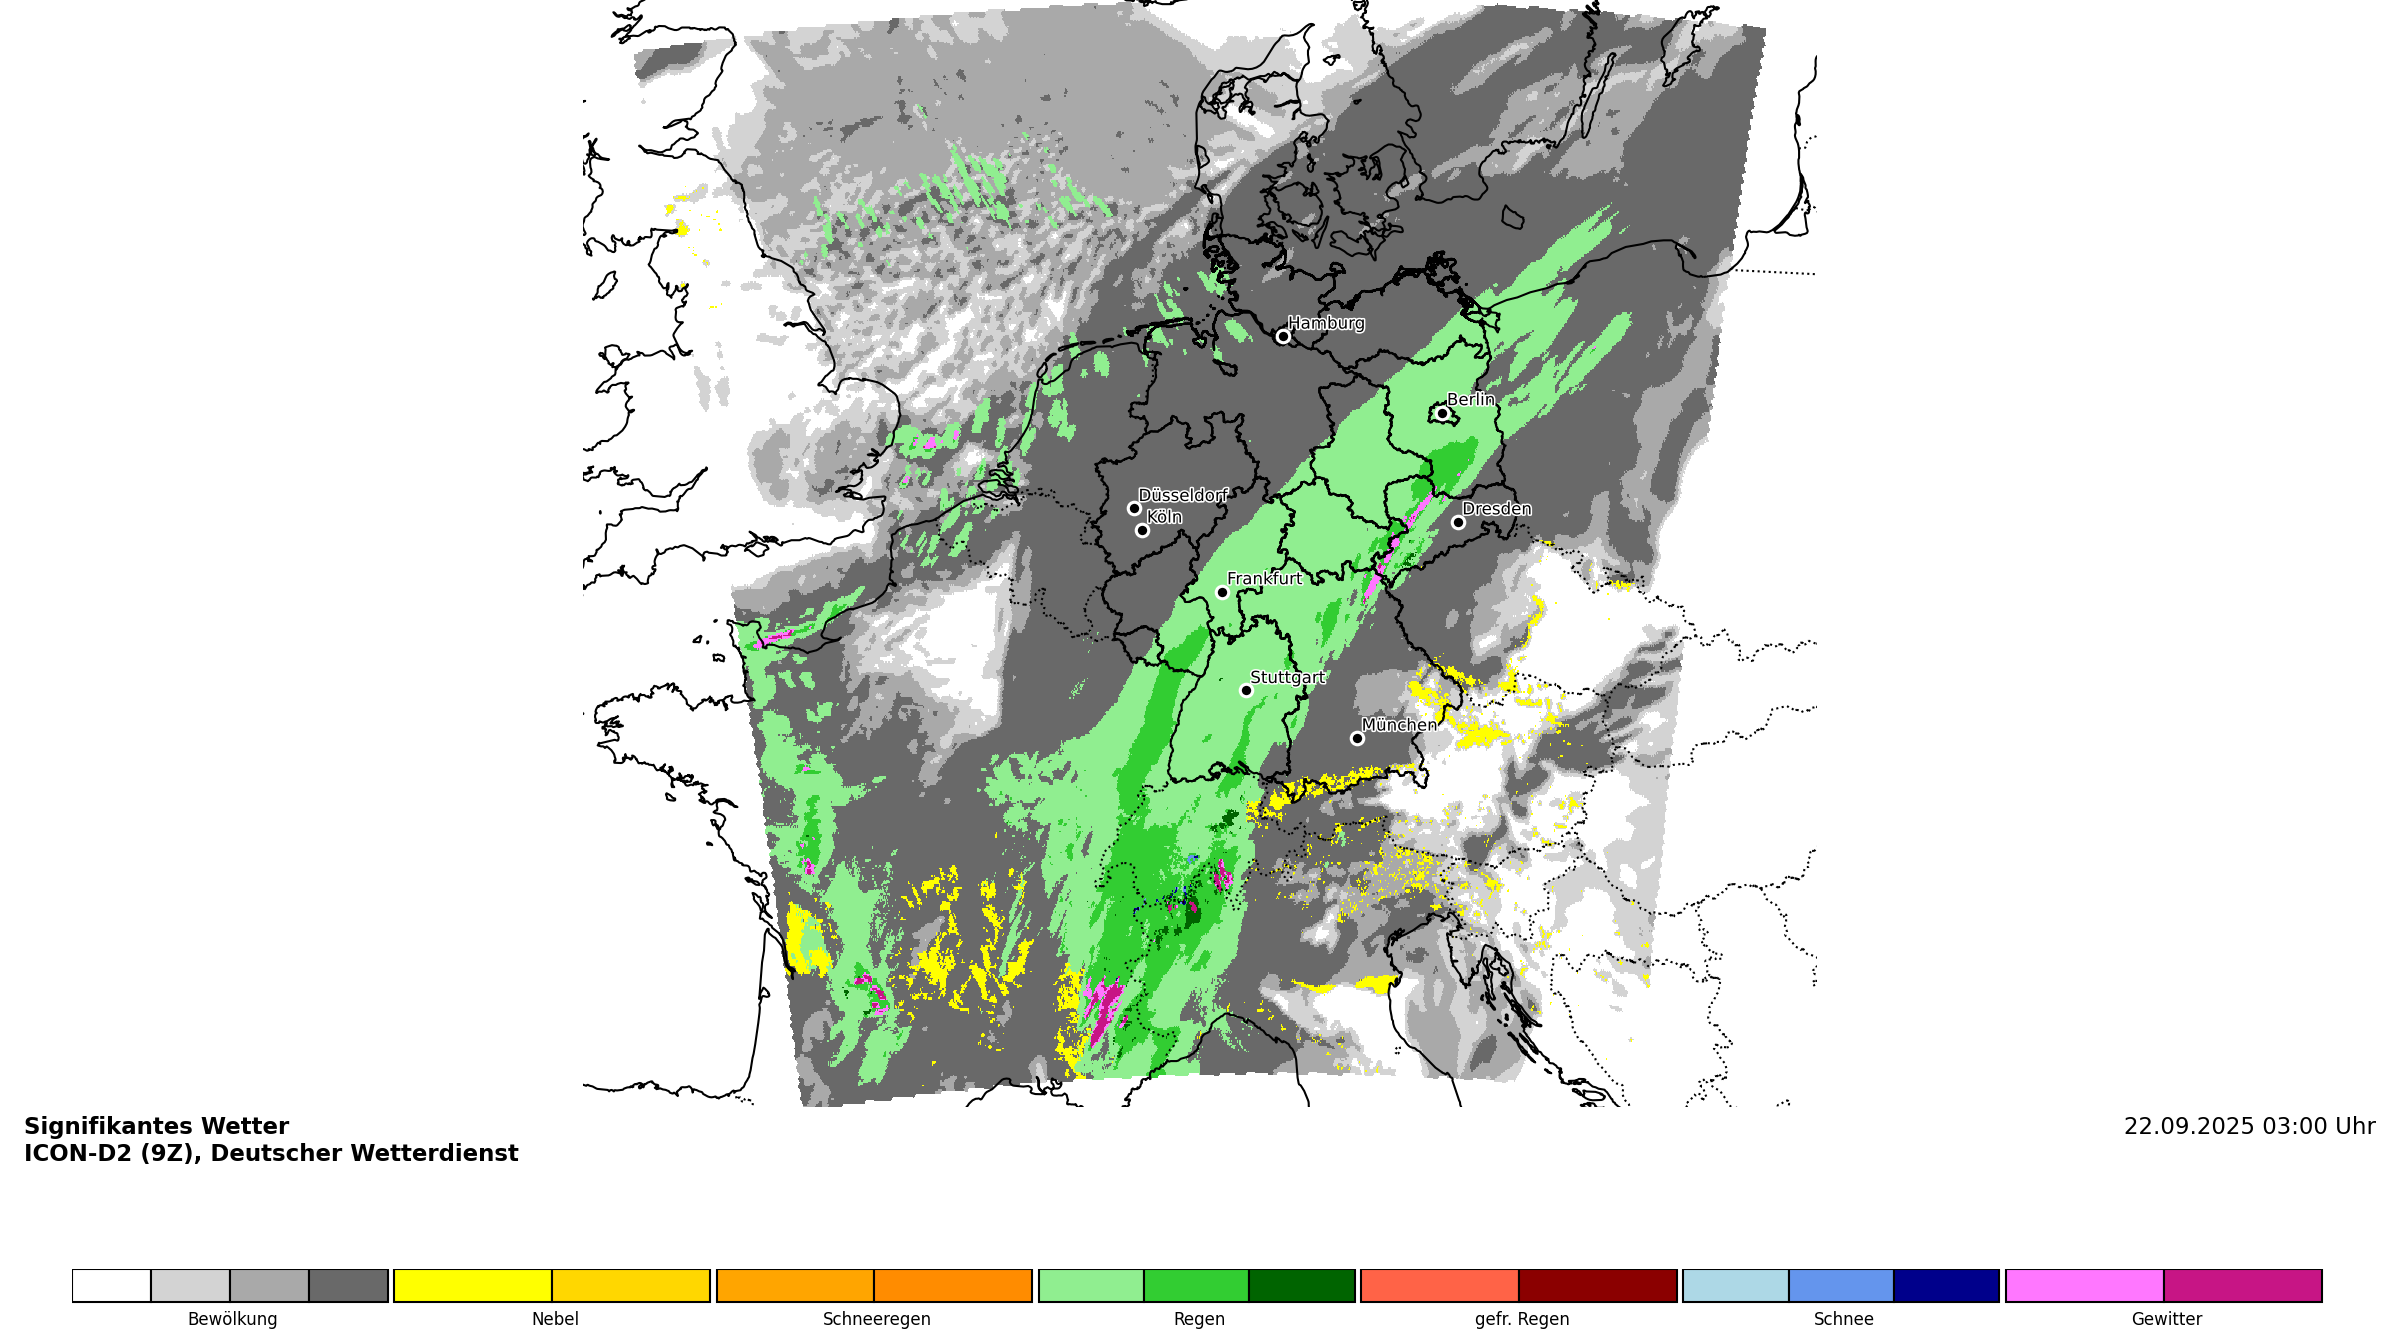 Hamburg
Berlin
Düsseldorf
Köln
Dresden
Frankfurt
Stuttgart
München
Signifikantes Wetter
22.09.2025 03:00 Uhr
ICON-D2 (9Z), Deutscher Wetterdienst
Bewölkung
Nebel
Schneeregen
Regen
gefr. Regen
Schnee
Gewitter